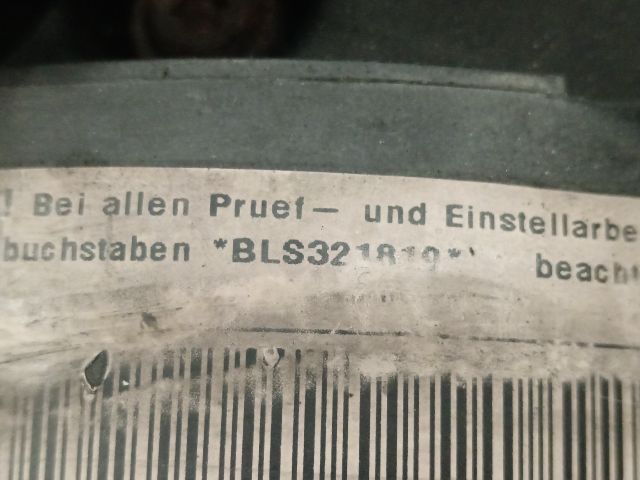 ! Bei allen Pruef- und Einstellarbe
buchstaben *BLS321819* beach